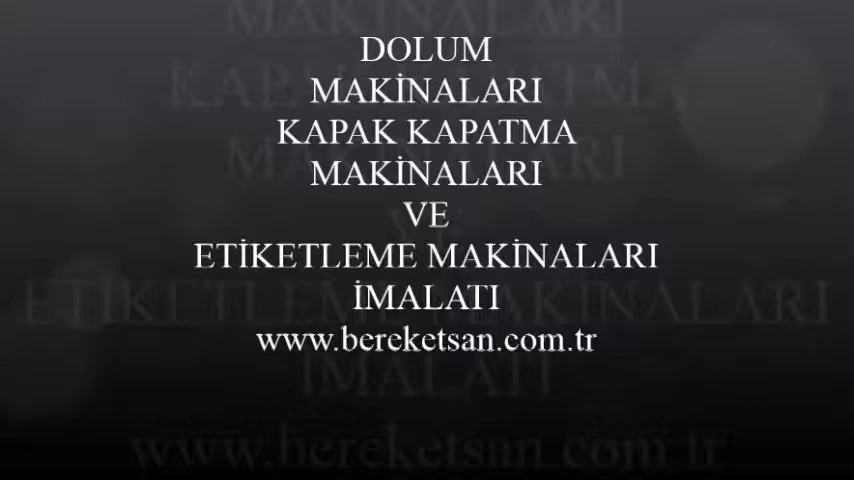 DOLUM
MAKİNALARI
KAPAK KAPATMA
MAKİNALARI
VE
ETİKETLEME MAKİNALARI
İMALATI
www.bereketsan.com.tr